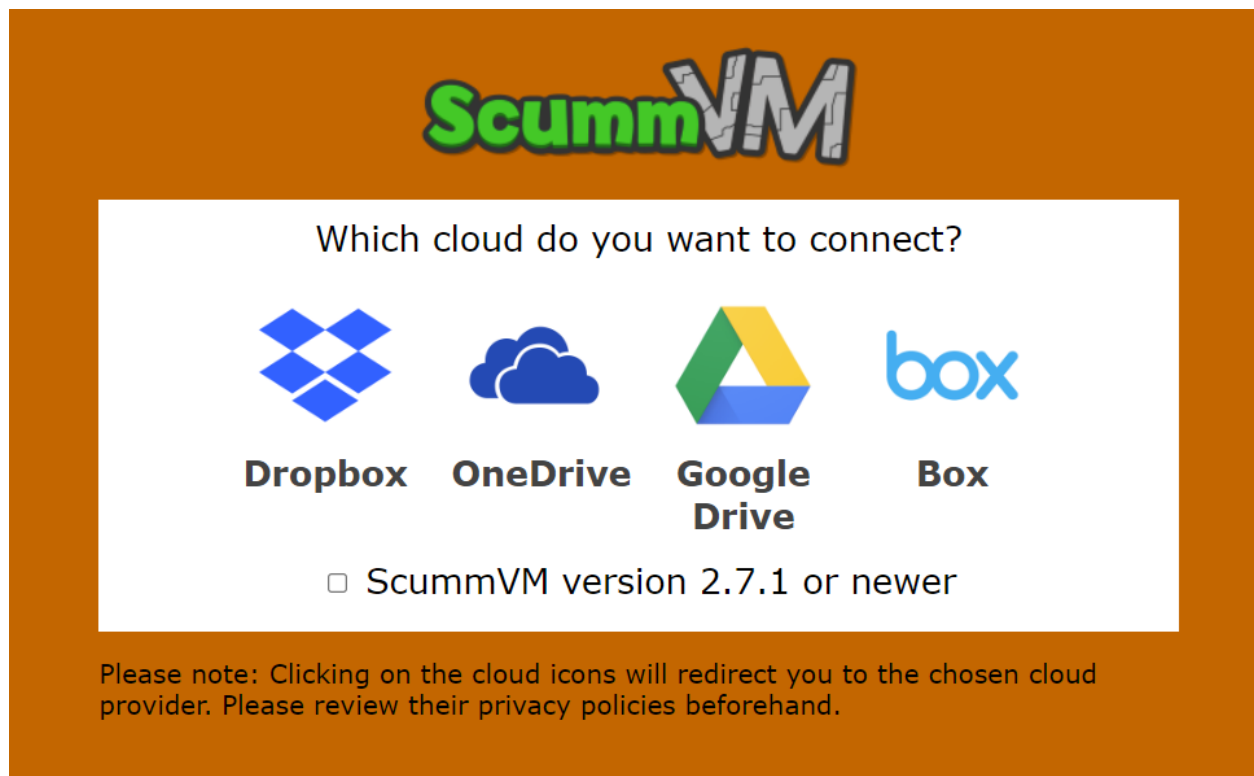 ScummVM
Which cloud do you want to connect?
box
Dropbox OneDrive Google Drive Box
ScummVM version 2.7.1 or newer
Please note: Clicking on the cloud icons will redirect you to the chosen cloud
provider. Please review their privacy policies beforehand.